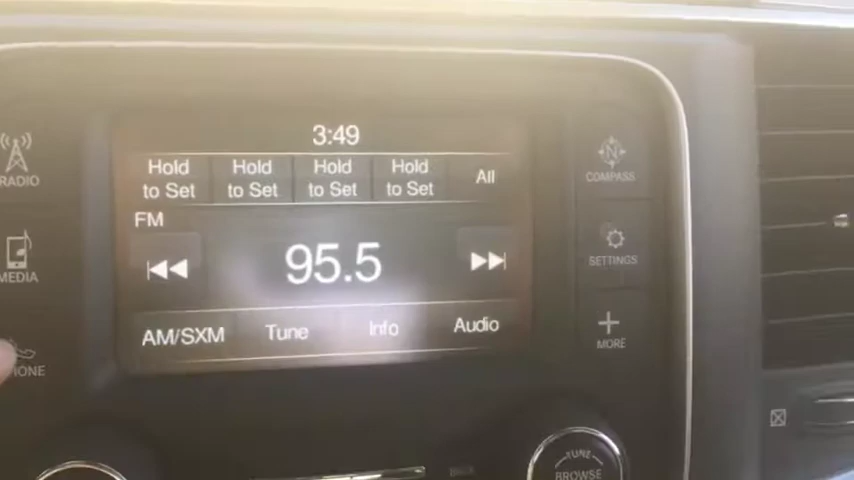 3:49
Hold to Set
Hold to Set
Hold to Set
Hold to Set
All
FM
95.5
AM/SXM
Tune
Info
Audio
RADIO
MEDIA
N
COMPASS
SETTINGS
MORE
TUNE
BROWSE